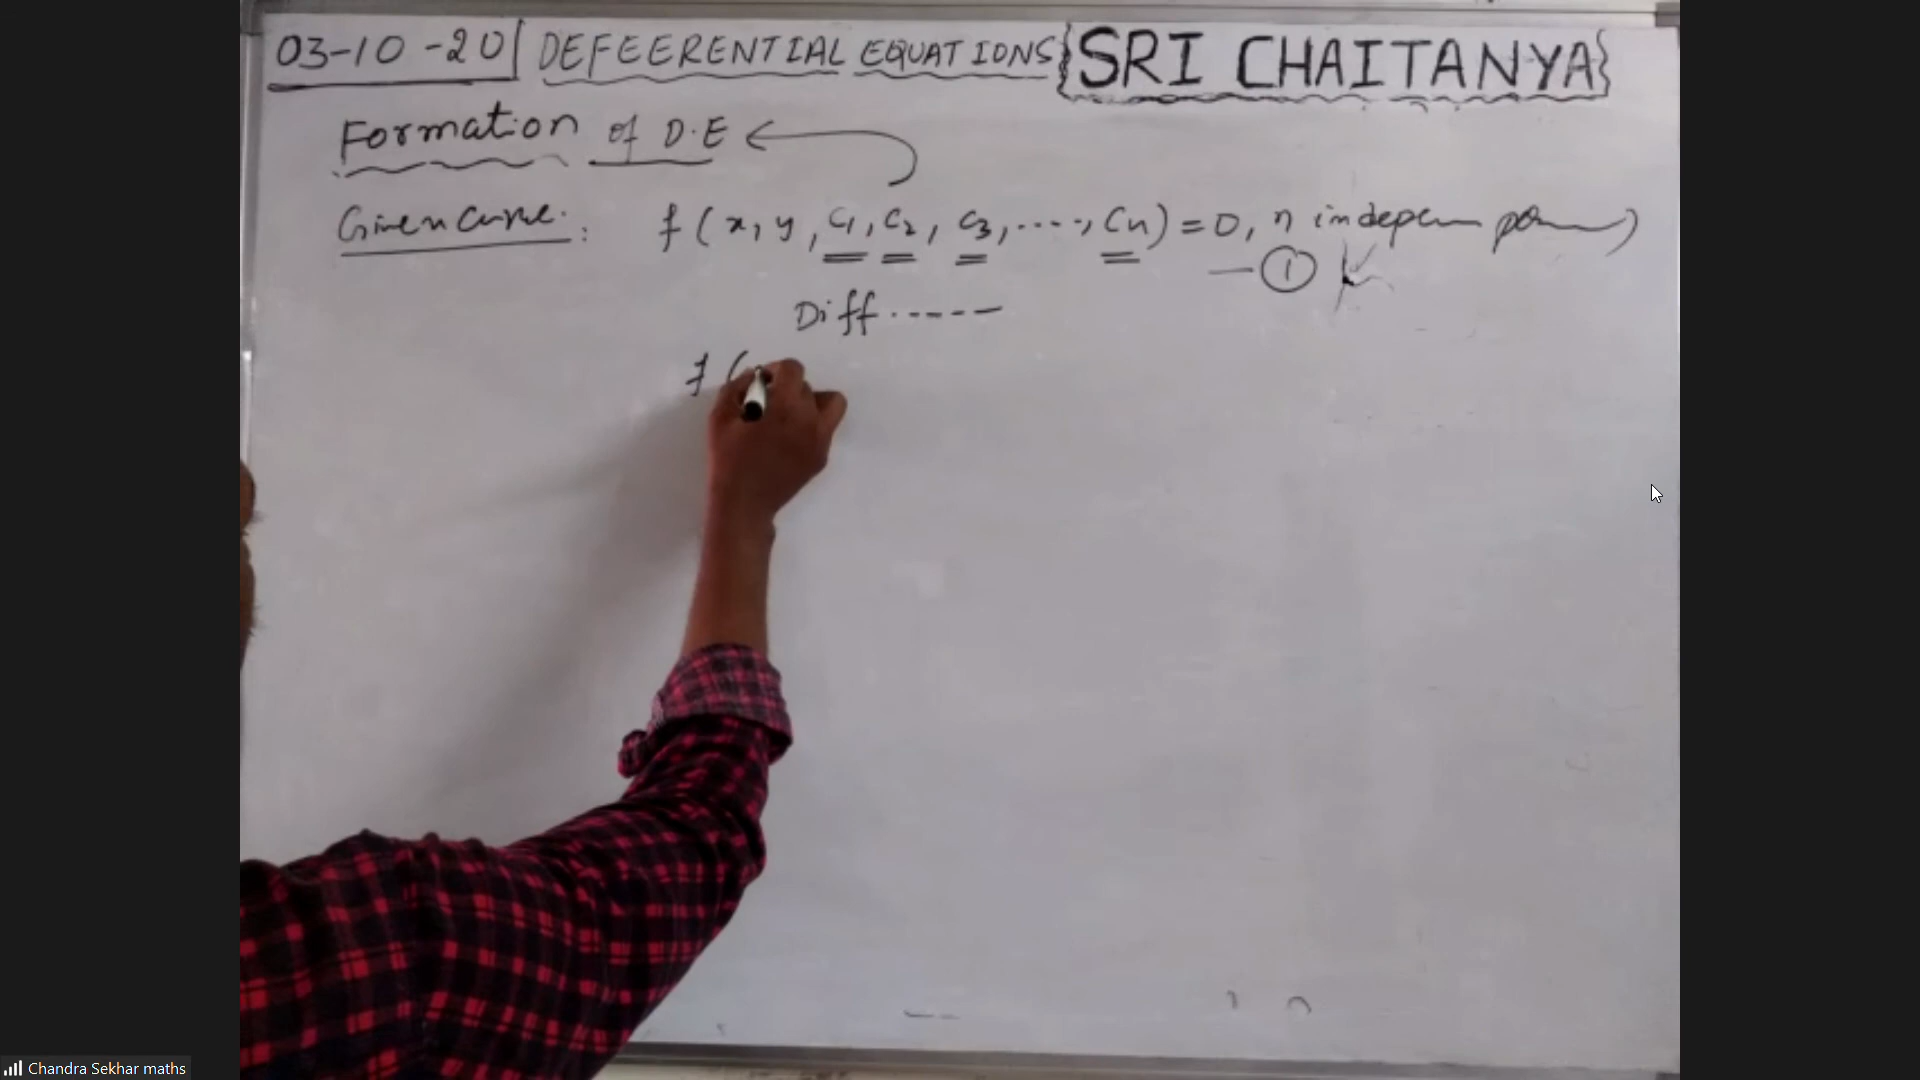 03-10-20 DEFEERENTIAL EQUATIONS {SRI CHAITANYA}
Formation of D.E
Given curve: f(x, y, C1, C2, C3, ...., Cn) = 0, n indepen
— ①
Diff.-----
f (
Chandra Sekhar maths